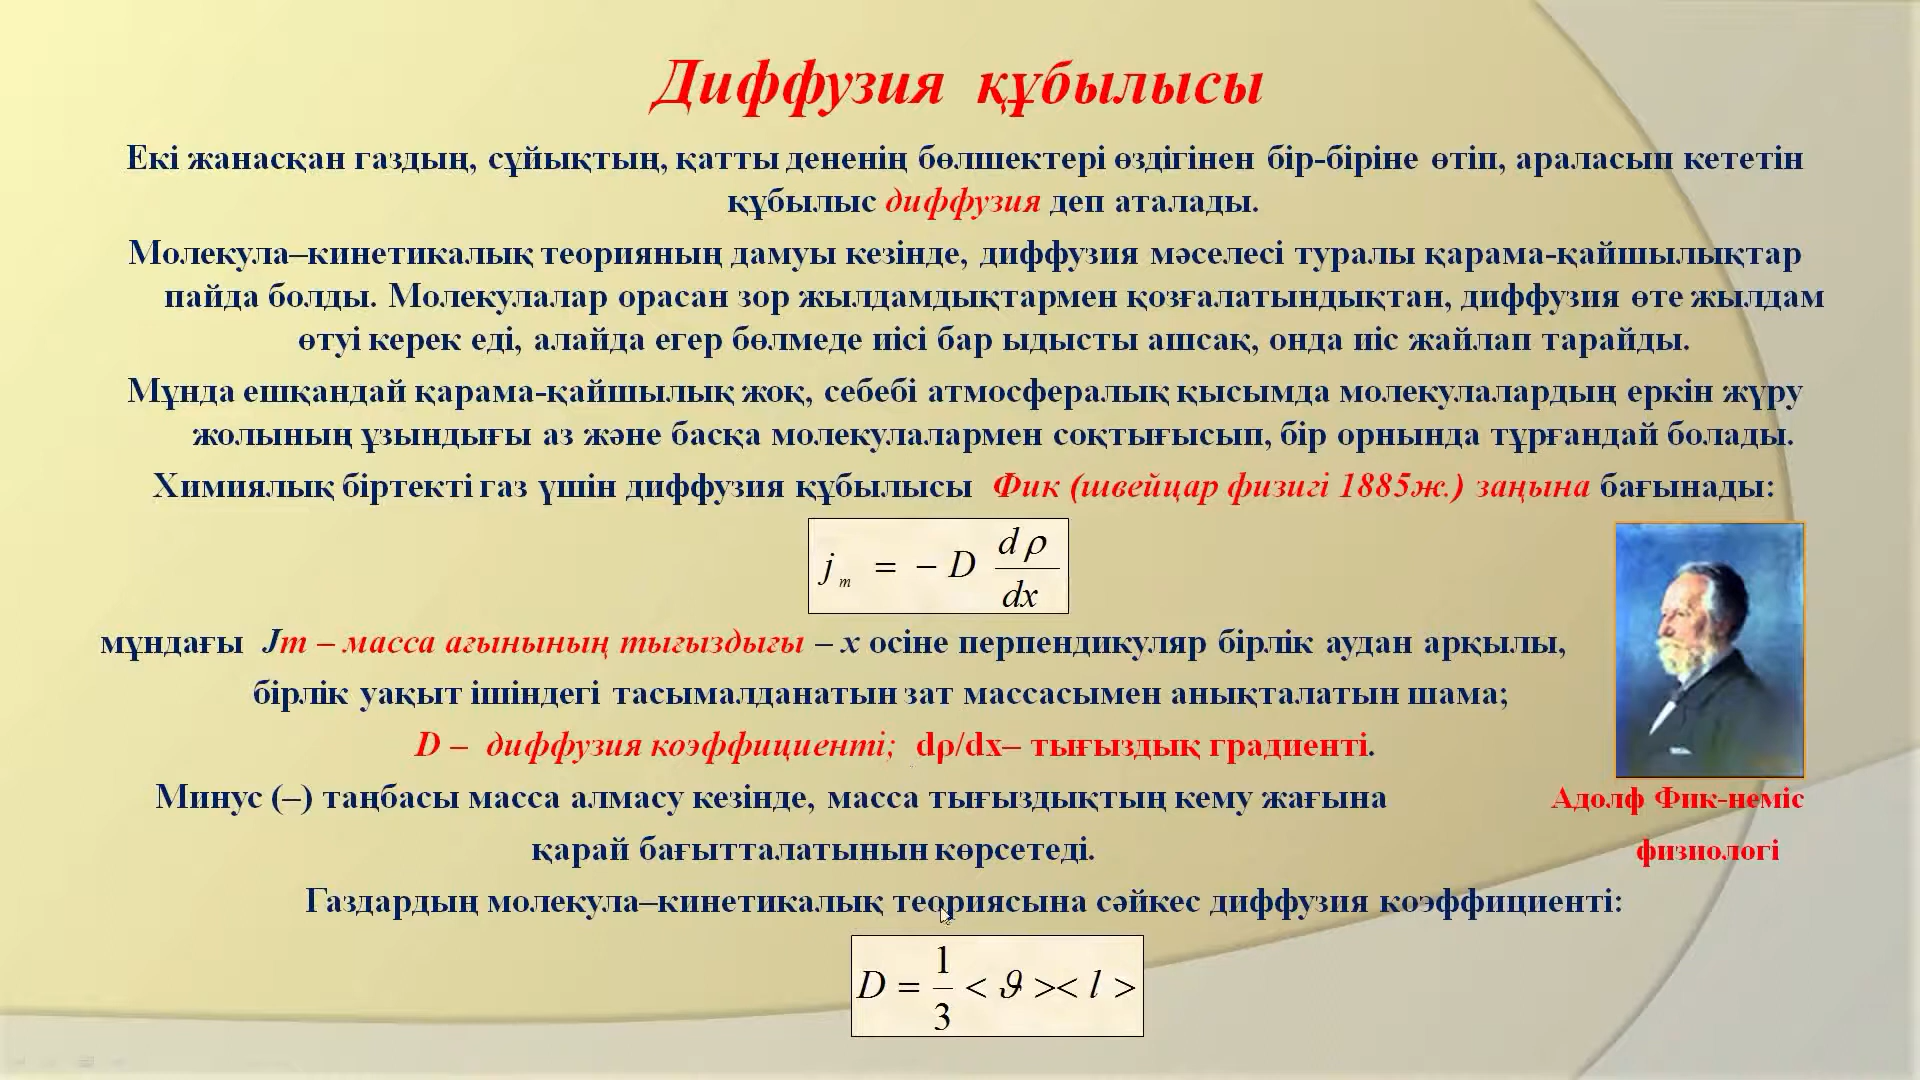 Диффузия құбылысы
Екі жанасқан газдың, сұйықтың, қатты дененің бөлшектері өздігінен бір-біріне өтіп, араласып кететін
құбылыс диффузия деп аталады.
Молекула–кинетикалық теорияның дамуы кезінде, диффузия мәселесі туралы қарама-қайшылықтар
пайда болды. Молекулалар орасан зор жылдамдықтармен қозғалатындықтан, диффузия өте жылдам
өтуі керек еді, алайда егер бөлмеде иісі бар ыдысты ашсақ, онда иіс жайлап тарайды.
Мұнда ешқандай қарама-қайшылық жоқ, себебі атмосфералық қысымда молекулалардың еркін жүру
жолының ұзындығы аз және басқа молекулалармен соқтығысып, бір орнында тұрғандай болады.
Химиялық біртекті газ үшін диффузия құбылысы Фик (швейцар физигі 1885ж.) заңына бағынады:
j m = − D dρ/dx
мұндағы Jm – масса ағынының тығыздығы – x осіне перпендикуляр бірлік аудан арқылы,
бірлік уақыт ішіндегі тасымалданатын зат массасымен анықталатын шама;
D – диффузия коэффициенті; dρ/dx– тығыздық градиенті.
Минус (–) таңбасы масса алмасу кезінде, масса тығыздықтың кему жағына
қарай бағытталатынын көрсетеді.
Адолф Фик-неміс
физиологі
Газдардың молекула–кинетикалық теориясына сәйкес диффузия коэффициенті:
D = 1/3 < ϑ >< l >